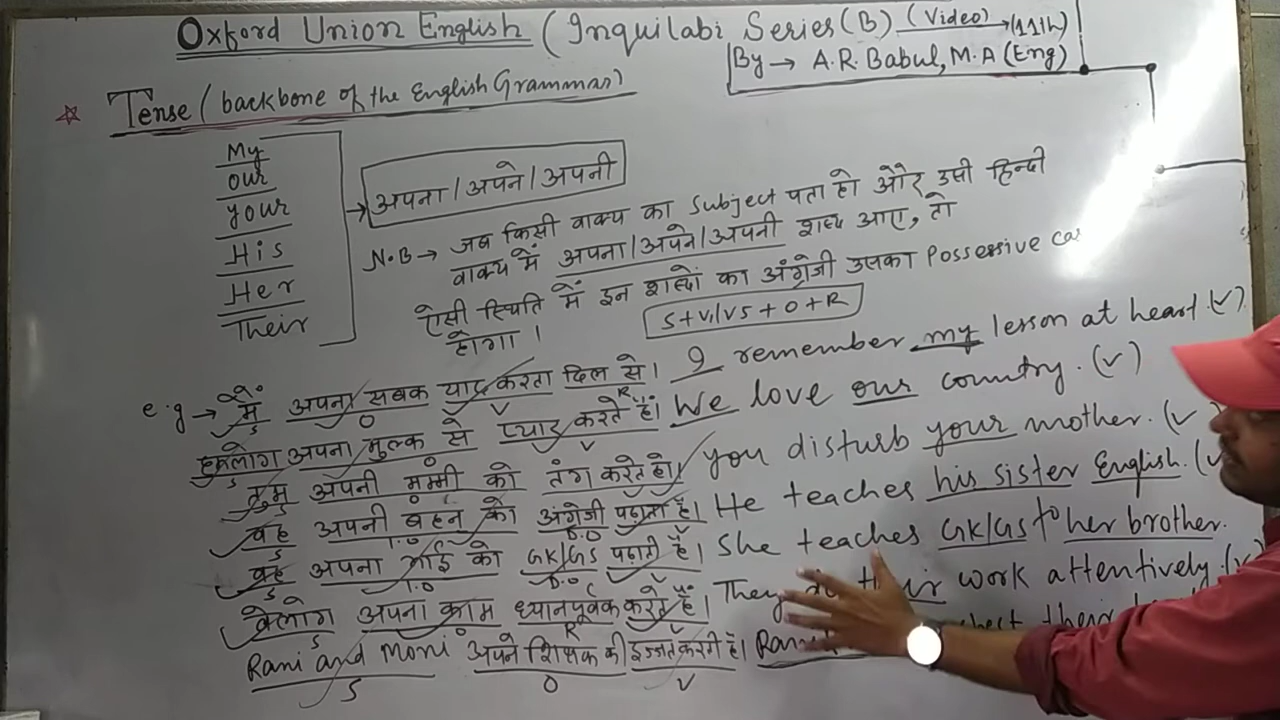 Oxford Union English (Inquilabi Series (B) (Video) → (11th)
By → A.R. Babul, M.A (Eng)
Tense (backbone of the English Grammar)
My
our
your
His
Her
Their
अपना / अपने / अपनी
N.B → जब किसी वाक्य का Subject पता हो और उसी हिन्दी
वाक्य में अपना/अपने/अपनी शब्द आए, तो
ऐसी स्थिति में इन शब्दों का अंग्रेजी उसका Possessive ca
होगा ।
S + V1/V5 + O + R
e.g → मैं अपना सबक याद करता दिल से। I remember my lesson at heart. (✓)
हमलोग अपना मुल्क से प्यार करते हैं। We love our country. (✓)
तुम अपनी मम्मी को तंग करते हो। you disturb your mother. (✓)
वह अपनी बहन को अंग्रेजी पढ़ाता है। He teaches his sister English. (✓)
वह अपना भाई को GK/GS पढ़ाती है। She teaches GK/GS to her brother.
वेलोग अपना काम ध्यानपूर्वक करते हैं। They work attentively. (✓)
Rani and Moni अपने शिक्षक की इज्जत करती हैं।
S O V